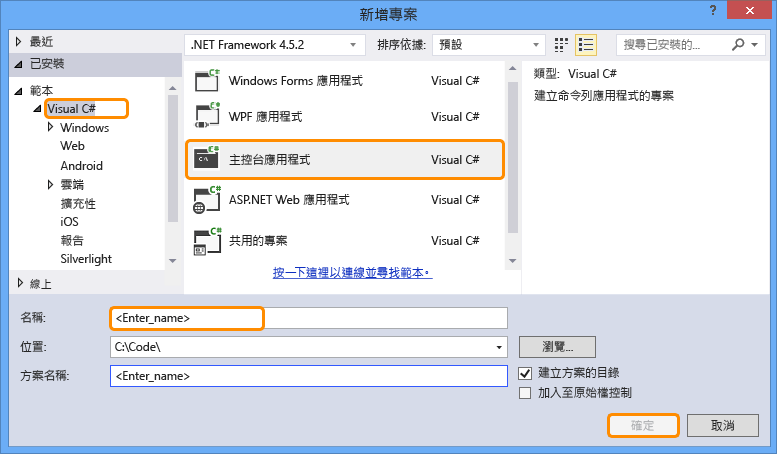 新增專案
?
最近
已安裝
範本
Visual C#
Windows
Web
Android
雲端
擴充性
iOS
報告
Silverlight
線上
.NET Framework 4.5.2
排序依據: 預設
搜尋已安裝的...
C# Windows Forms 應用程式 Visual C#
C# WPF 應用程式 Visual C#
C# C:\ 主控台應用程式 Visual C#
C# ASP.NET Web 應用程式 Visual C#
C# 共用的專案 Visual C#
按一下這裡以連線並尋找範本。
類型: Visual C#
建立命令列應用程式的專案
名稱: <Enter_name>
位置: C:\Code\
瀏覽...
方案名稱: <Enter_name>
建立方案的目錄
加入至原始檔控制
確定
取消